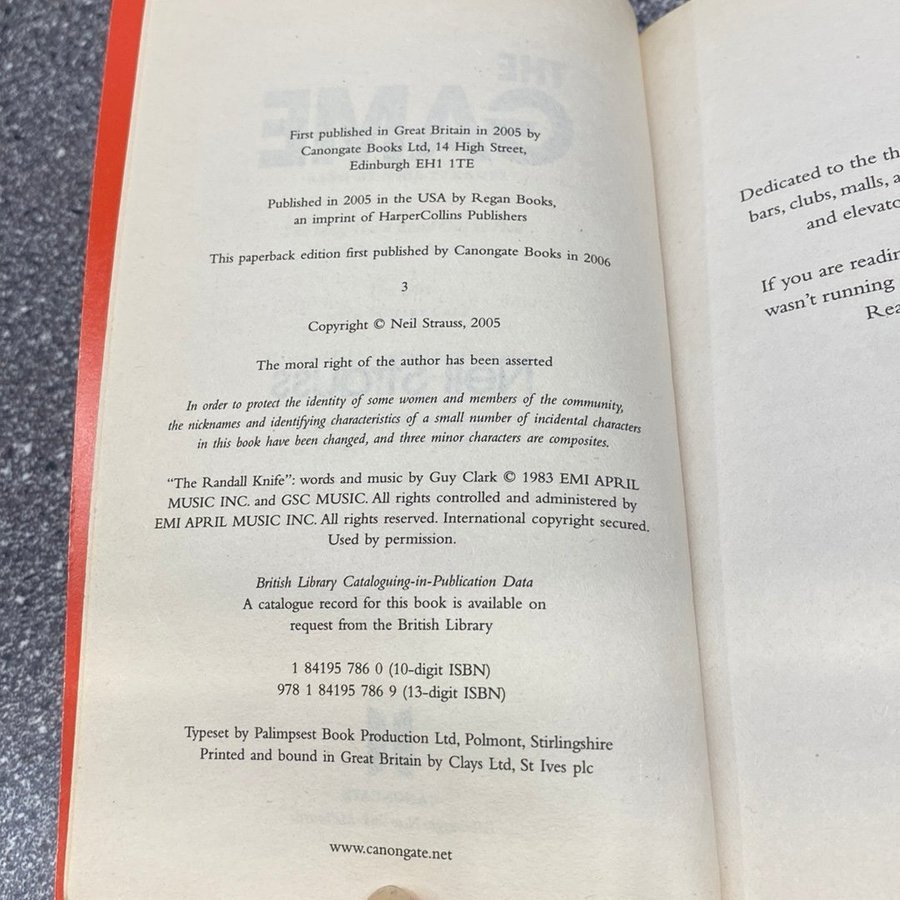 First published in Great Britain in 2005 by
Canongate Books Ltd, 14 High Street,
Edinburgh EH1 1TE
Published in 2005 in the USA by Regan Books,
an imprint of HarperCollins Publishers
This paperback edition first published by Canongate Books in 2006
3
Copyright © Neil Strauss, 2005
The moral right of the author has been asserted
In order to protect the identity of some women and members of the community,
the nicknames and identifying characteristics of a small number of incidental characters
in this book have been changed, and three minor characters are composites.
“The Randall Knife”: words and music by Guy Clark © 1983 EMI APRIL
MUSIC INC. and GSC MUSIC. All rights controlled and administered by
EMI APRIL MUSIC INC. All rights reserved. International copyright secured.
Used by permission.
British Library Cataloguing-in-Publication Data
A catalogue record for this book is available on
request from the British Library
1 84195 786 0 (10-digit ISBN)
978 1 84195 786 9 (13-digit ISBN)
Typeset by Palimpsest Book Production Ltd, Polmont, Stirlingshire
Printed and bound in Great Britain by Clays Ltd, St Ives plc
www.canongate.net
Dedicated to the
bars, clubs, malls,
and
If you are
wasn’t running